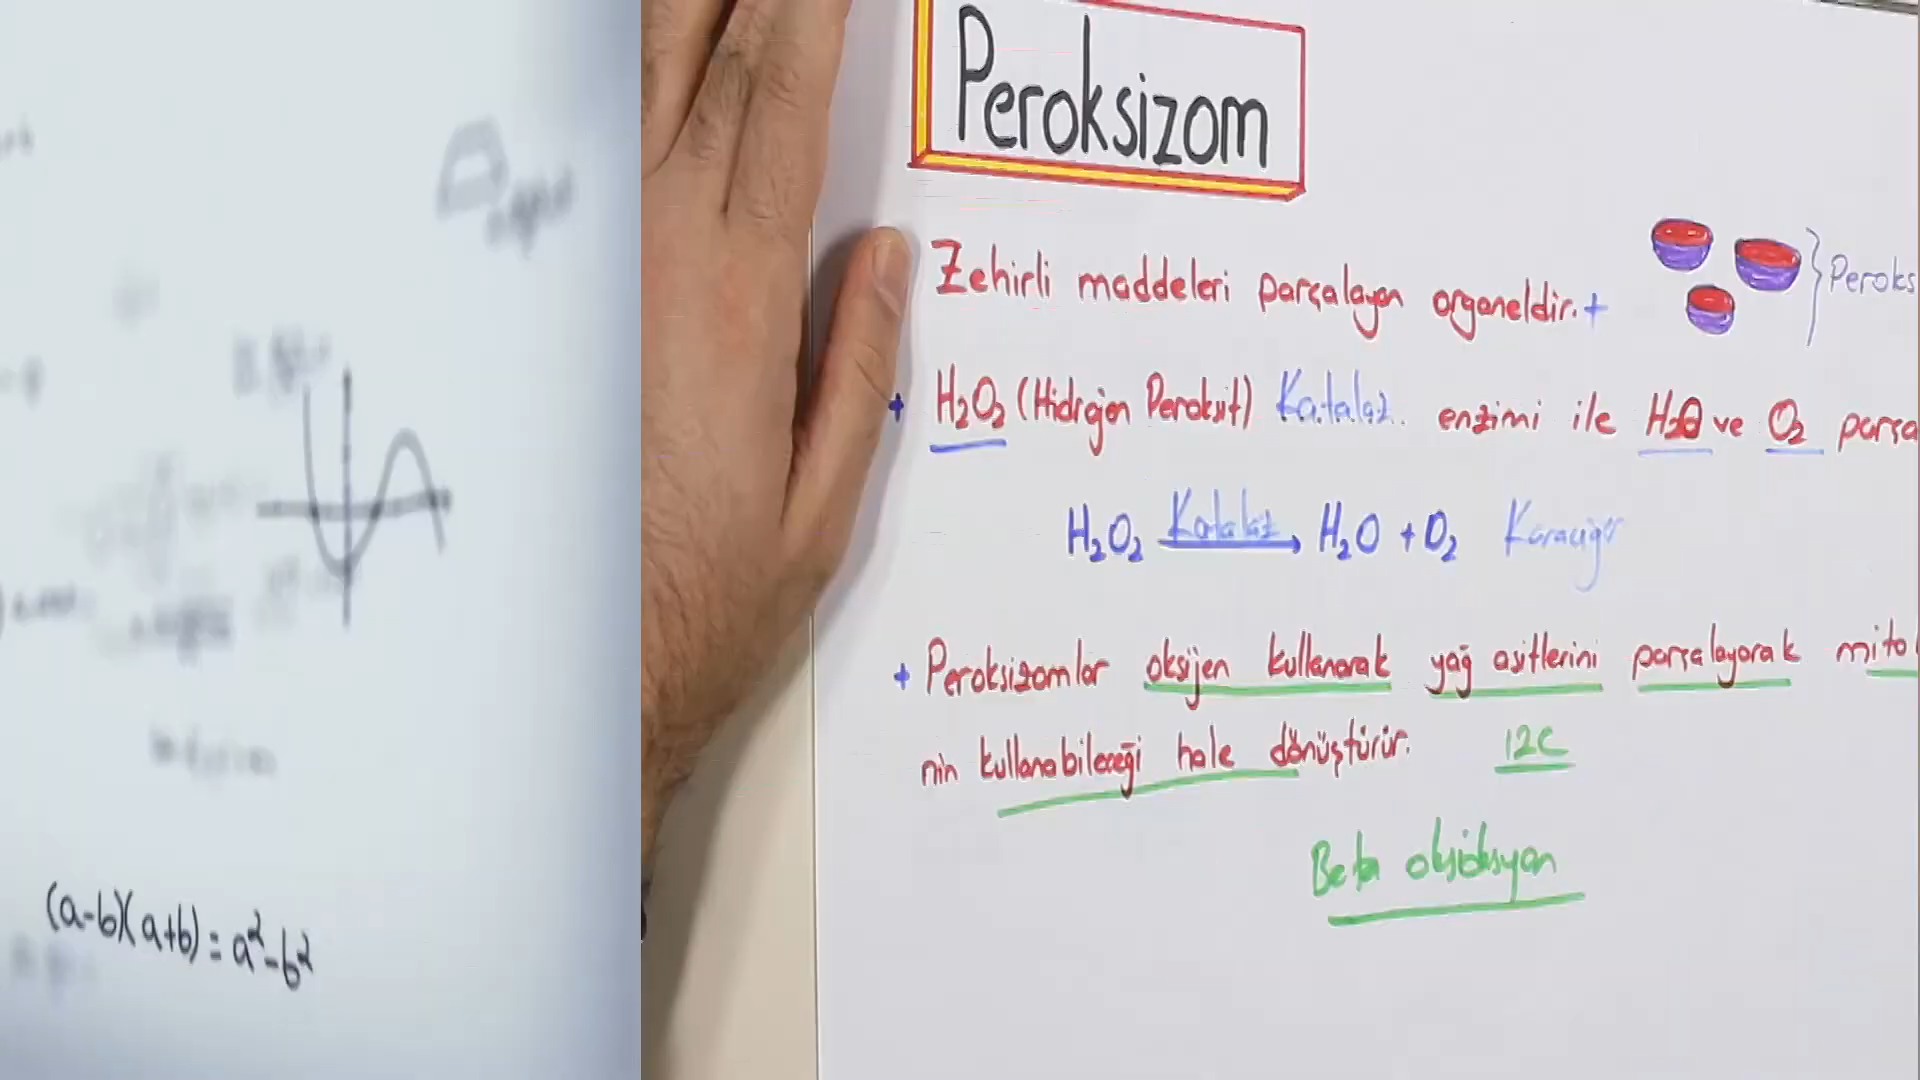 (a-b)(a+b) = a²-b²
Peroksizom
Zehirli maddeleri parçalayan organeldir. +
} Peroks
+ H₂O₂ (Hidrojen Peroksit) Katalaz enzimi ile H₂O ve O₂ parça
H₂O₂ Katalaz → H₂O + O₂ Karaciğer
+ Peroksizomlar oksijen kullanarak yağ asitlerini parçalayarak mito
nin kullanabileceği hale dönüştürür. 12C
Beta oksidasyon